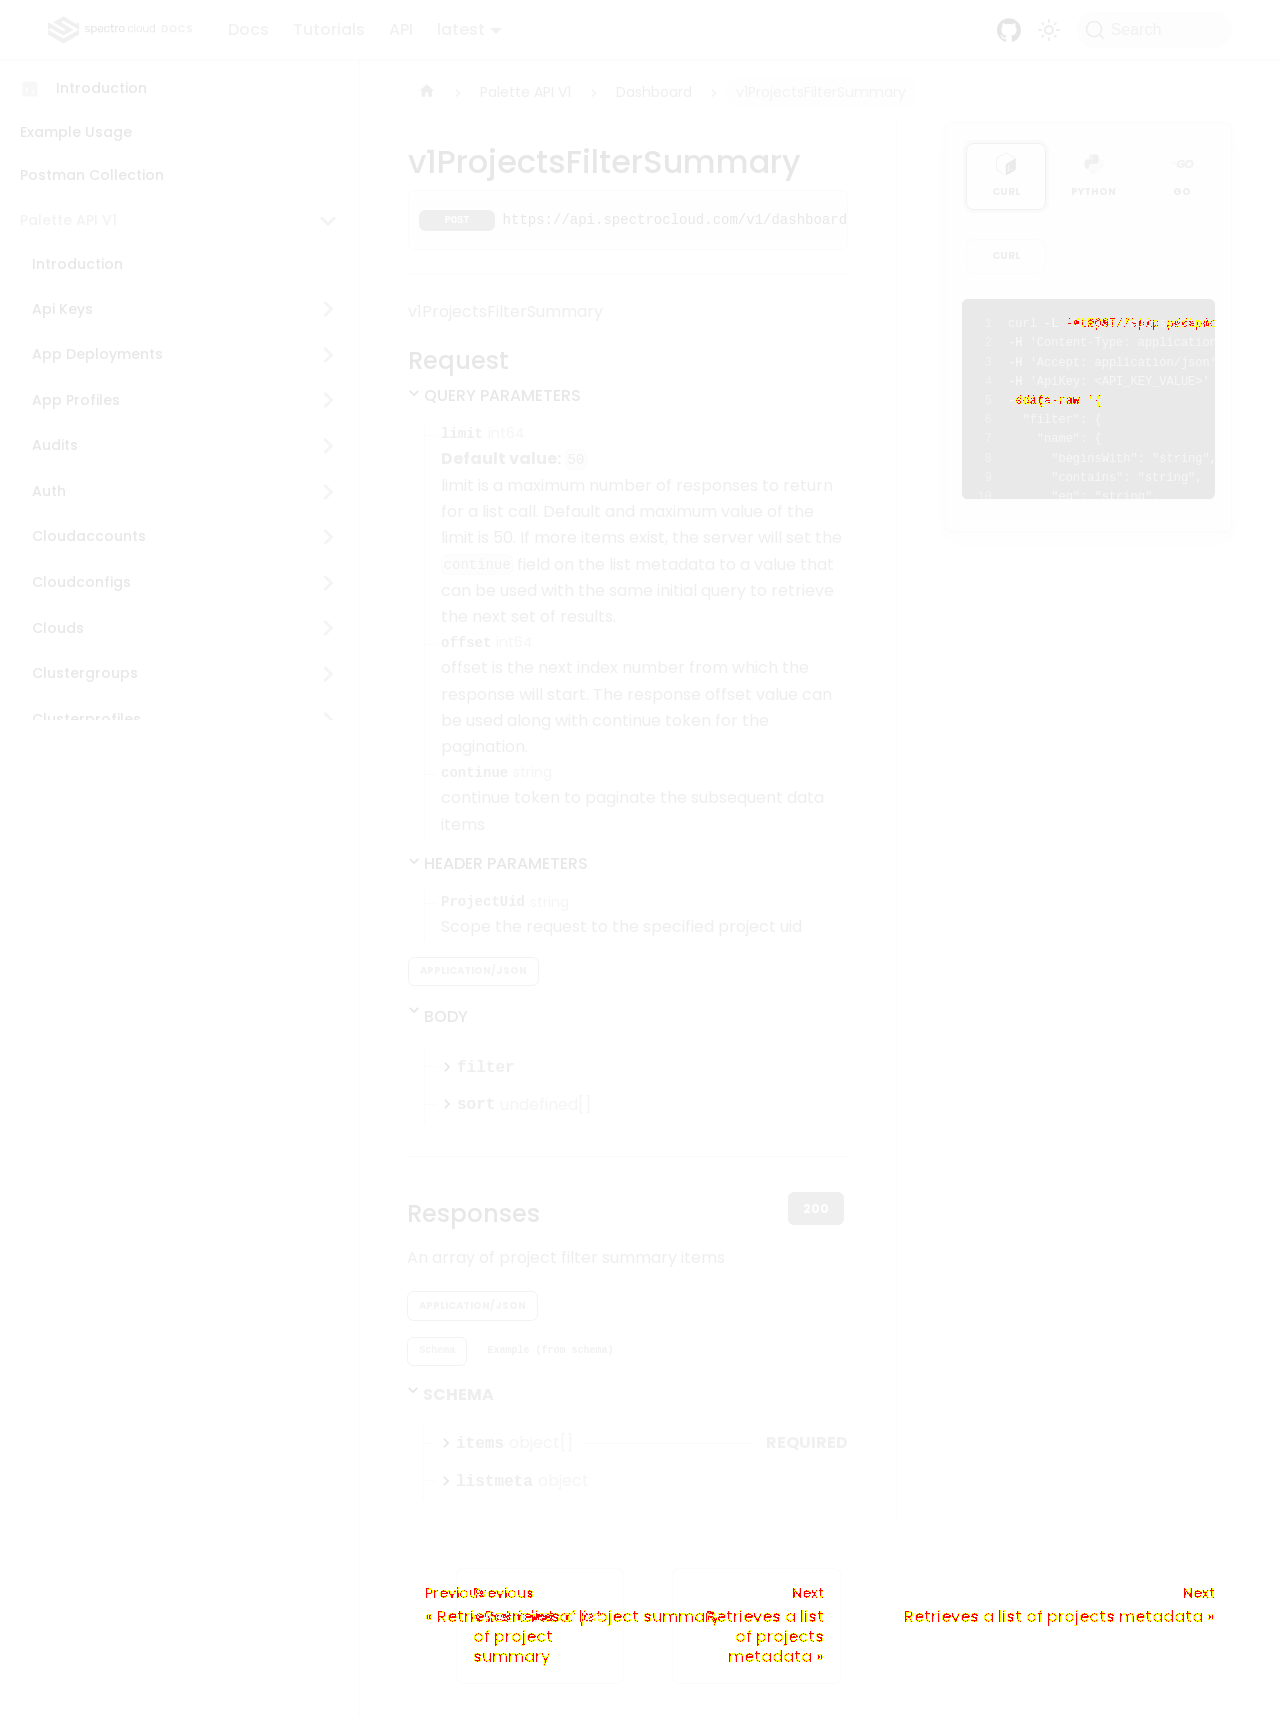 spectro cloud DOCS Docs Tutorials API latest Search
Introduction
Example Usage
Postman Collection
Palette API V1
Introduction
Api Keys
App Deployments
App Profiles
Audits
Auth
Cloudaccounts
Cloudconfigs
Clouds
Clustergroups
Clusterprofiles
Palette API V1 > Dashboard > v1ProjectsFilterSummary
v1ProjectsFilterSummary
POST https://api.spectrocloud.com/v1/dashboard
v1ProjectsFilterSummary
Request
QUERY PARAMETERS
limit int64
Default value: 50
limit is a maximum number of responses to return
for a list call. Default and maximum value of the
limit is 50. If more items exist, the server will set the
continue field on the list metadata to a value that
can be used with the same initial query to retrieve
the next set of results.
offset int64
offset is the next index number from which the
response will start. The response offset value can
be used along with continue token for the
pagination.
continue string
continue token to paginate the subsequent data
items
HEADER PARAMETERS
ProjectUid string
Scope the request to the specified project uid
APPLICATION/JSON
BODY
filter
sort undefined[]
Responses
200
An array of project filter summary items
APPLICATION/JSON
Schema Example (from schema)
SCHEMA
items object[] REQUIRED
listmeta object
CURL PYTHON GO
CURL
1 curl -L
2 -H 'Content-Type: application
3 -H 'Accept: application/json'
4 -H 'ApiKey: <API_KEY_VALUE>'
5
6 "filter": {
7 "name": {
8 "beginsWith": "string",
9 "contains": "string",
10 "eq": "string"
Previous
of project
summary
Next
Retrieves a list
of projects
metadata »
Next
Retrieves a list of projects metadata »